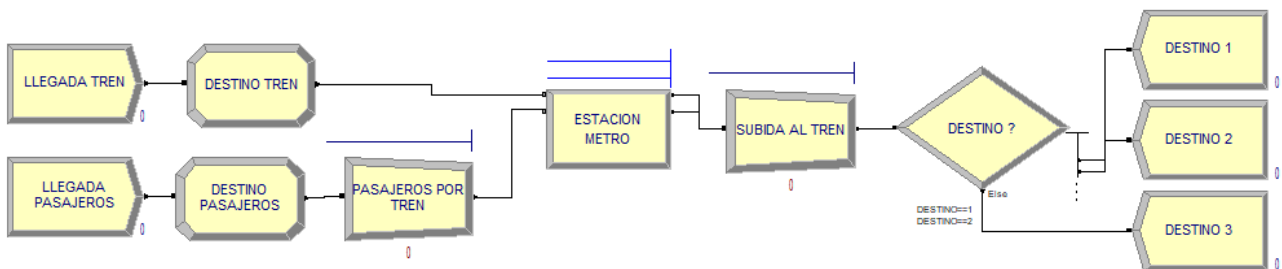 LLEGADA TREN
0
DESTINO TREN
LLEGADA
PASAJEROS
0
DESTINO
PASAJEROS
PASAJEROS POR
TREN
0
ESTACION
METRO
SUBIDA AL TREN
0
DESTINO ?
Else
DESTINO==1
DESTINO==2
DESTINO 1
0
DESTINO 2
0
DESTINO 3
0